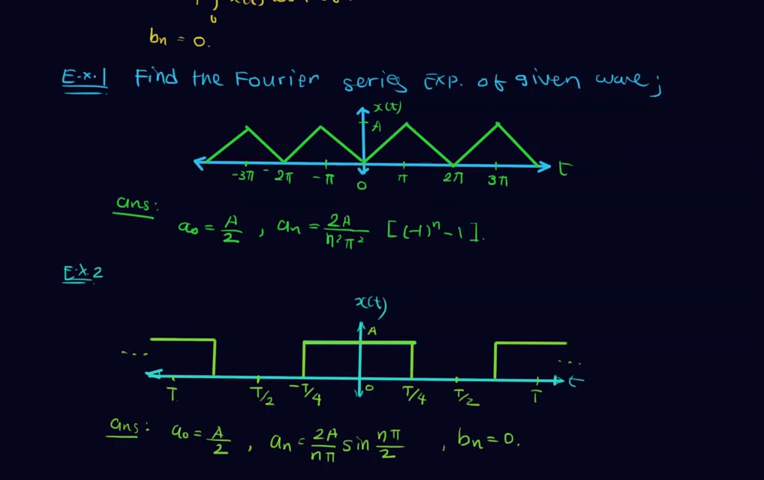 bn = 0.
Ex.1 Find the Fourier series Exp. of given wave;
x(t)
A
-3π -2π -π 0 π 2π 3π t
ans:
a₀ = A/2 , an = 2A/n²π² [(-1)ⁿ-1].
Ex.2
x(t)
A
... ...
T T/2 -T/4 0 T/4 T/2 T t
ans: a₀ = A/2 , an = 2A/nπ sin nπ/2 , bn = 0.